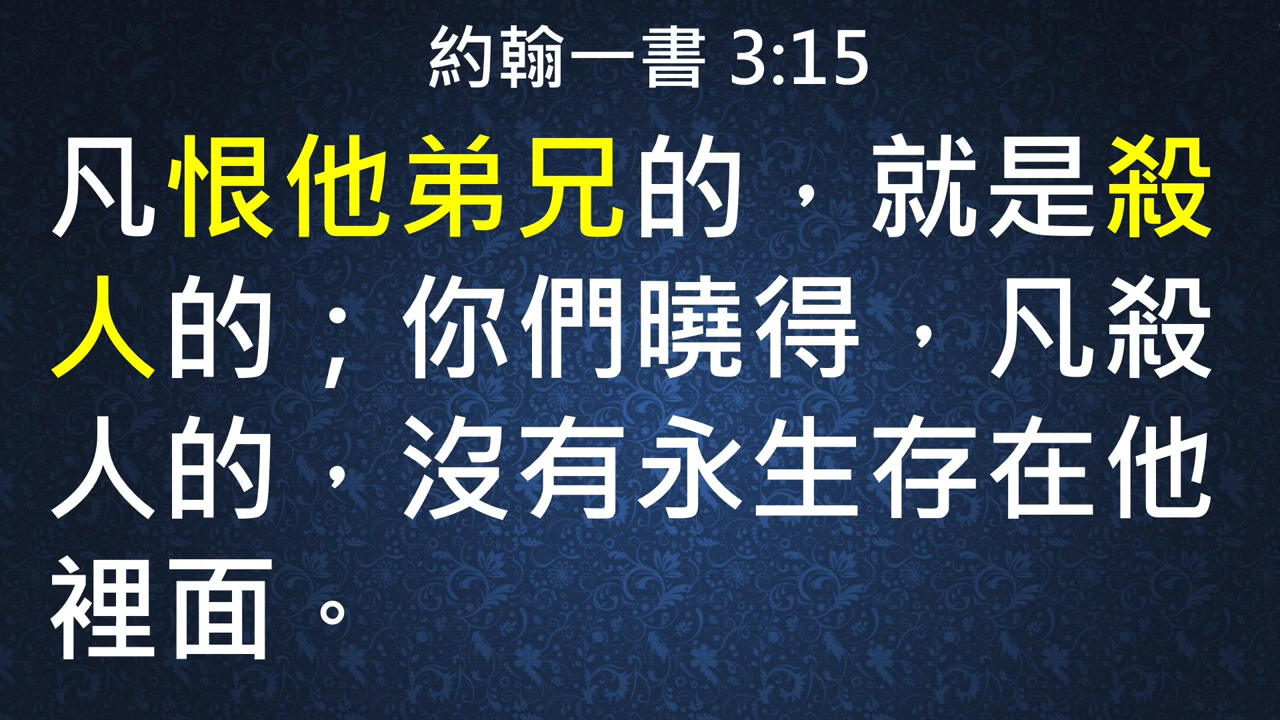 約翰一書 3:15
凡恨他弟兄的，就是殺
人的；你們曉得，凡殺
人的，沒有永生存在他
裡面。